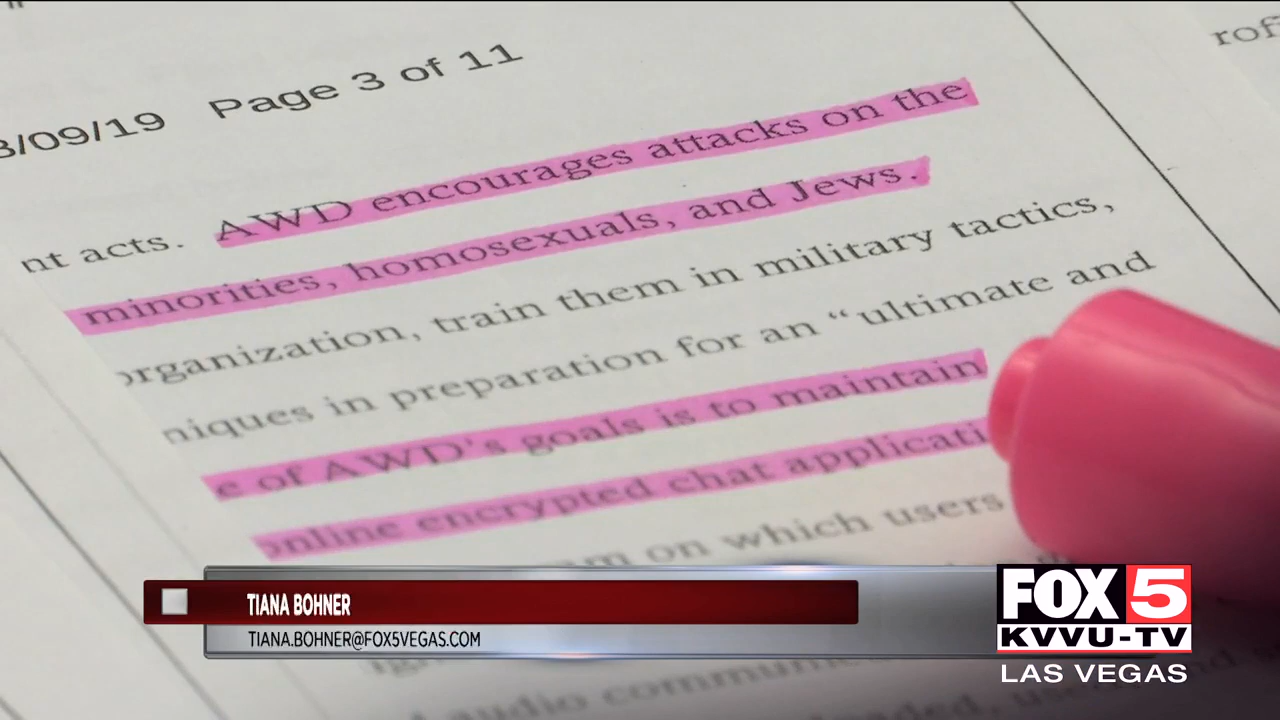 rof
3/09/19 Page 3 of 11
nt acts. AWD encourages attacks on the
minorities, homosexuals, and Jews.
organization, train them in military tactics,
niques in preparation for an “ultimate and
e of AWD's goals is to maintain
online encrypted chat applicati
on which users
audio
TIANA BOHNER
TIANA.BOHNER@FOX5VEGAS.COM
FOX 5
KVVU-TV
LAS VEGAS